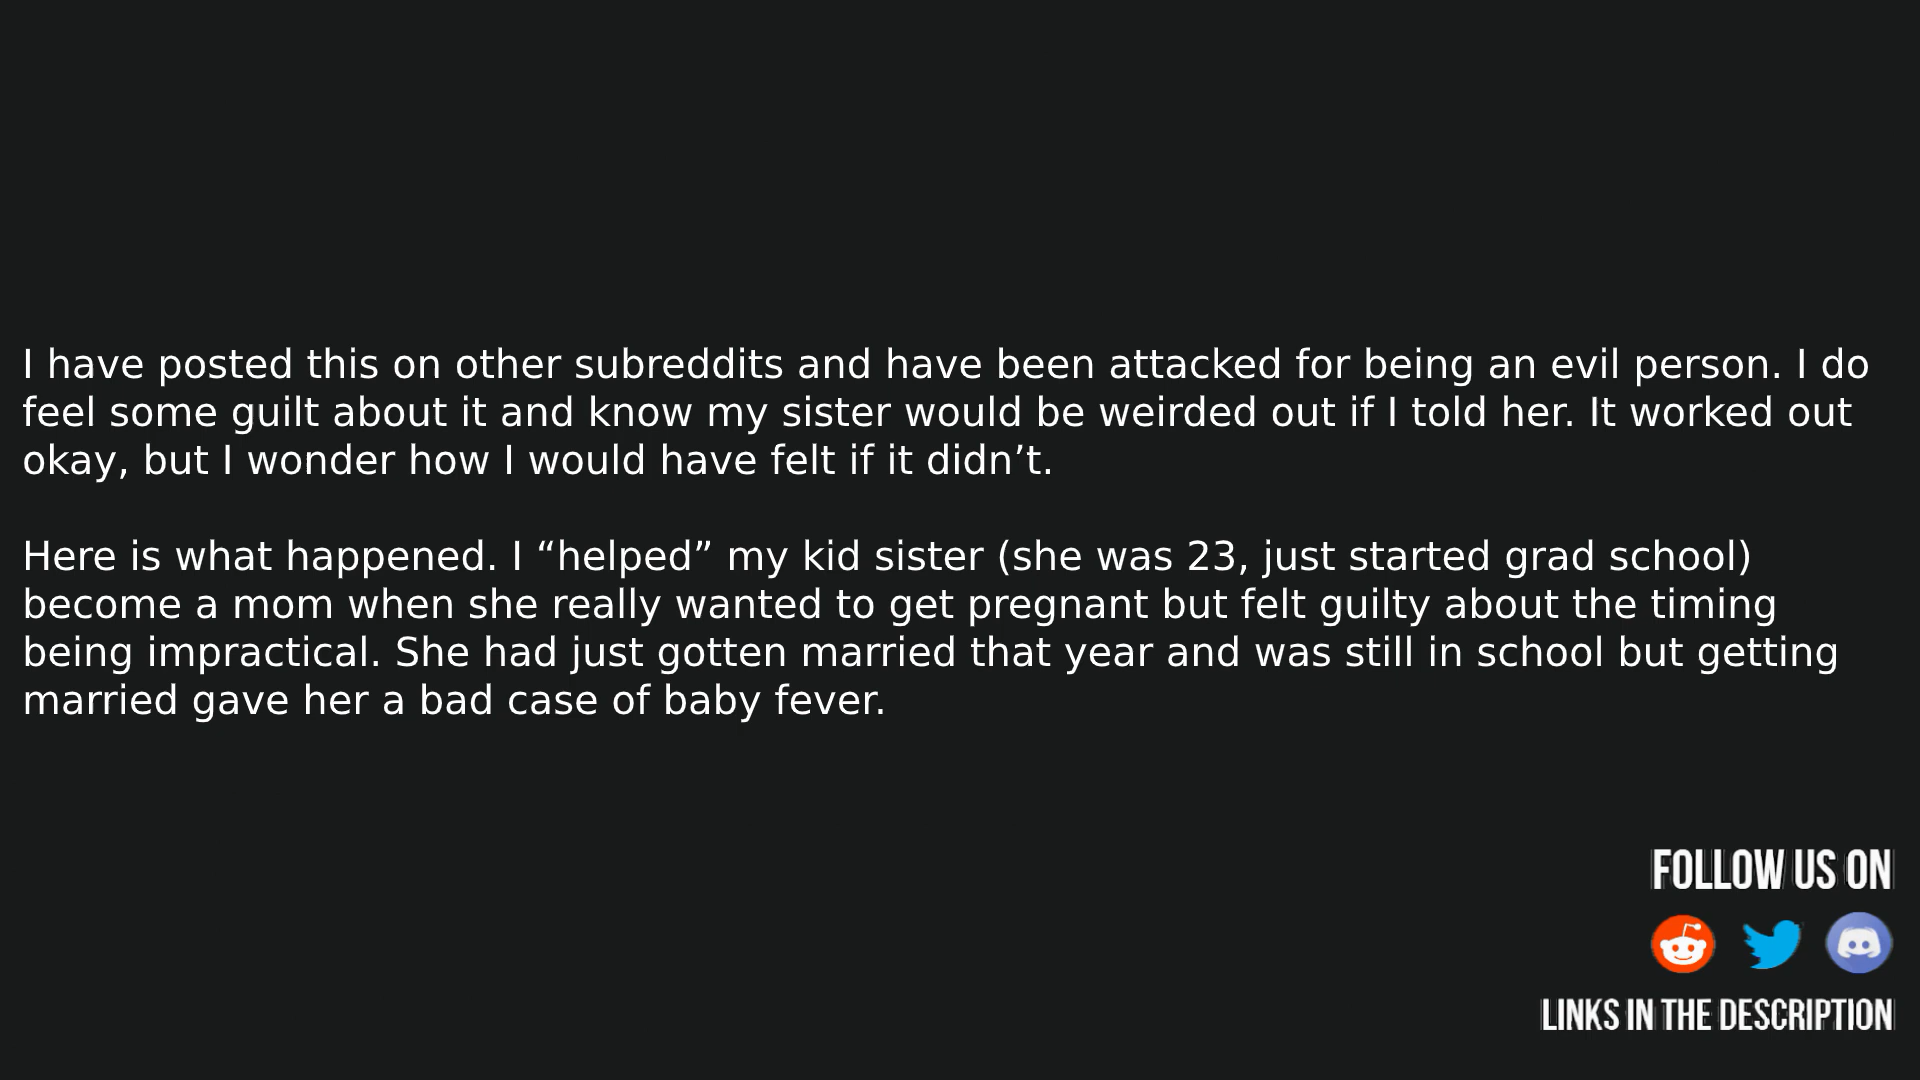 I have posted this on other subreddits and have been attacked for being an evil person. I do
feel some guilt about it and know my sister would be weirded out if I told her. It worked out
okay, but I wonder how I would have felt if it didn’t.
Here is what happened. I “helped” my kid sister (she was 23, just started grad school)
become a mom when she really wanted to get pregnant but felt guilty about the timing
being impractical. She had just gotten married that year and was still in school but getting
married gave her a bad case of baby fever.
FOLLOW US ON
LINKS IN THE DESCRIPTION